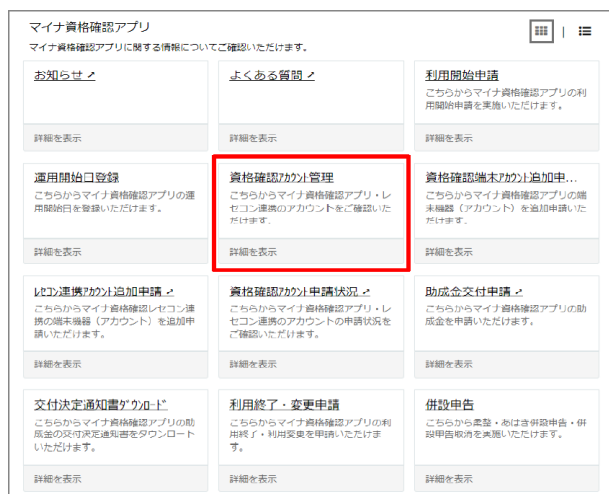 マイナ資格確認アプリ
マイナ資格確認アプリに関する情報についてご確認いただけます。
お知らせ
詳細を表示
よくある質問
詳細を表示
利用開始申請
こちらからマイナ資格確認アプリの利
用開始申請を実施いただけます。
詳細を表示
運用開始日登録
こちらからマイナ資格確認アプリの運
用開始日を登録いただけます。
詳細を表示
資格確認ｱｶｳﾝﾄ管理
こちらからマイナ資格確認アプリ・レ
セコン連携のアカウントをご確認いた
だけます。
詳細を表示
資格確認端末ｱｶｳﾝﾄ追加申...
こちらからマイナ資格確認アプリの端
末機器（アカウント）を追加申請いた
だけます。
詳細を表示
ﾚｾｺﾝ連携ｱｶｳﾝﾄ追加申請
こちらからマイナ資格確認レセコン連
携の端末機器（アカウント）を追加申
請いただけます。
詳細を表示
資格確認ｱｶｳﾝﾄ申請状況
こちらからマイナ資格確認アプリ・レ
セコン連携のアカウントの申請状況を
ご確認いただけます。
詳細を表示
助成金交付申請
こちらからマイナ資格確認アプリの助
成金を申請いただけます。
詳細を表示
交付決定通知書ﾀﾞｳﾝﾛｰﾄﾞ
こちらからマイナ資格確認アプリの助
成金の交付決定通知書をダウンロード
いただけます。
詳細を表示
利用終了・変更申請
こちらからマイナ資格確認アプリの利
用終了・利用変更を申請いただけま
す。
詳細を表示
併設申告
こちらから柔整・あはき併設申告・併
設申告取消を実施いただけます。
詳細を表示